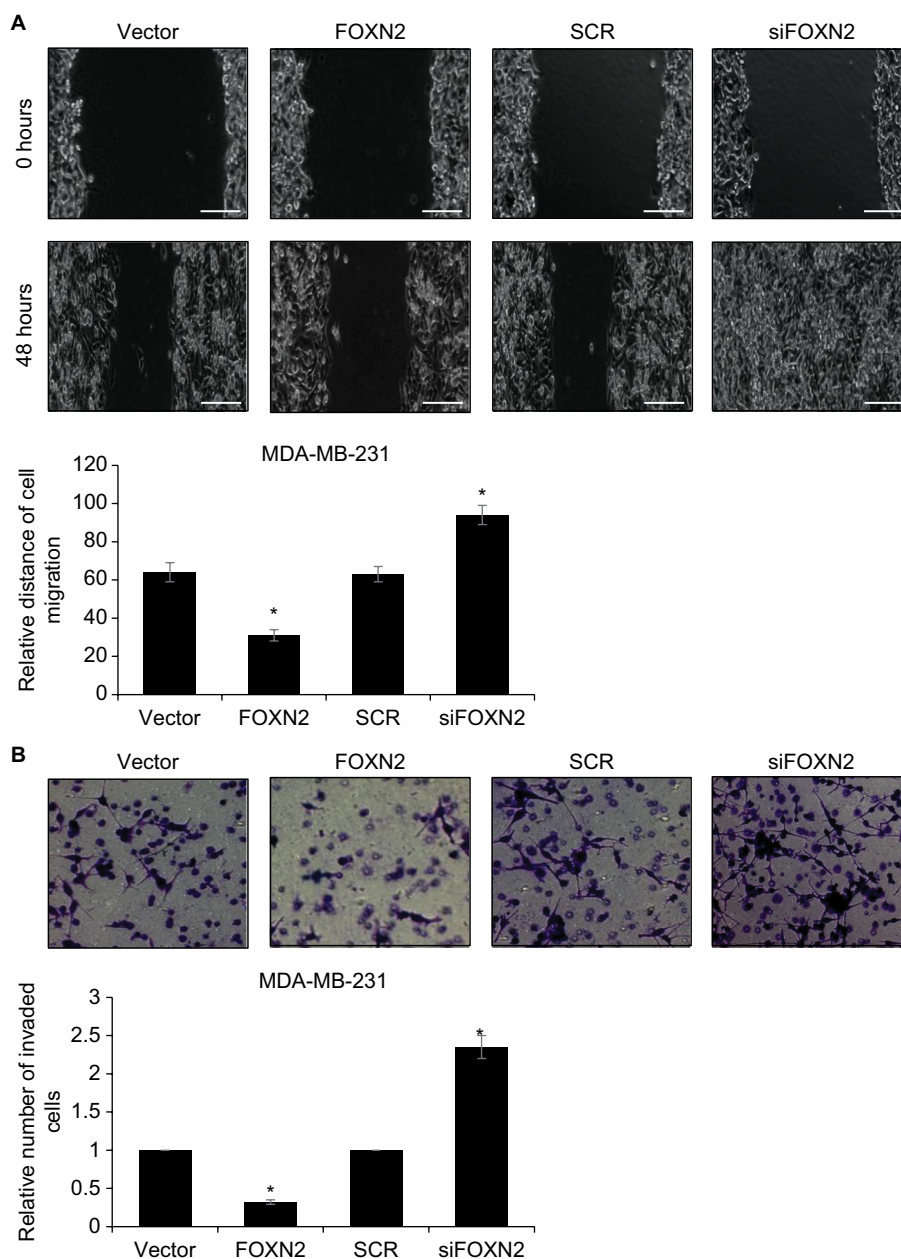 A
Vector FOXN2 SCR siFOXN2
0 hours
48 hours
MDA-MB-231
Relative distance of cell
migration
120
100
80
60
40
20
0
*
*
Vector FOXN2 SCR siFOXN2
B
Vector FOXN2 SCR siFOXN2
MDA-MB-231
Relative number of invaded
cells
3
2.5
2
1.5
1
0.5
0
*
*
Vector FOXN2 SCR siFOXN2